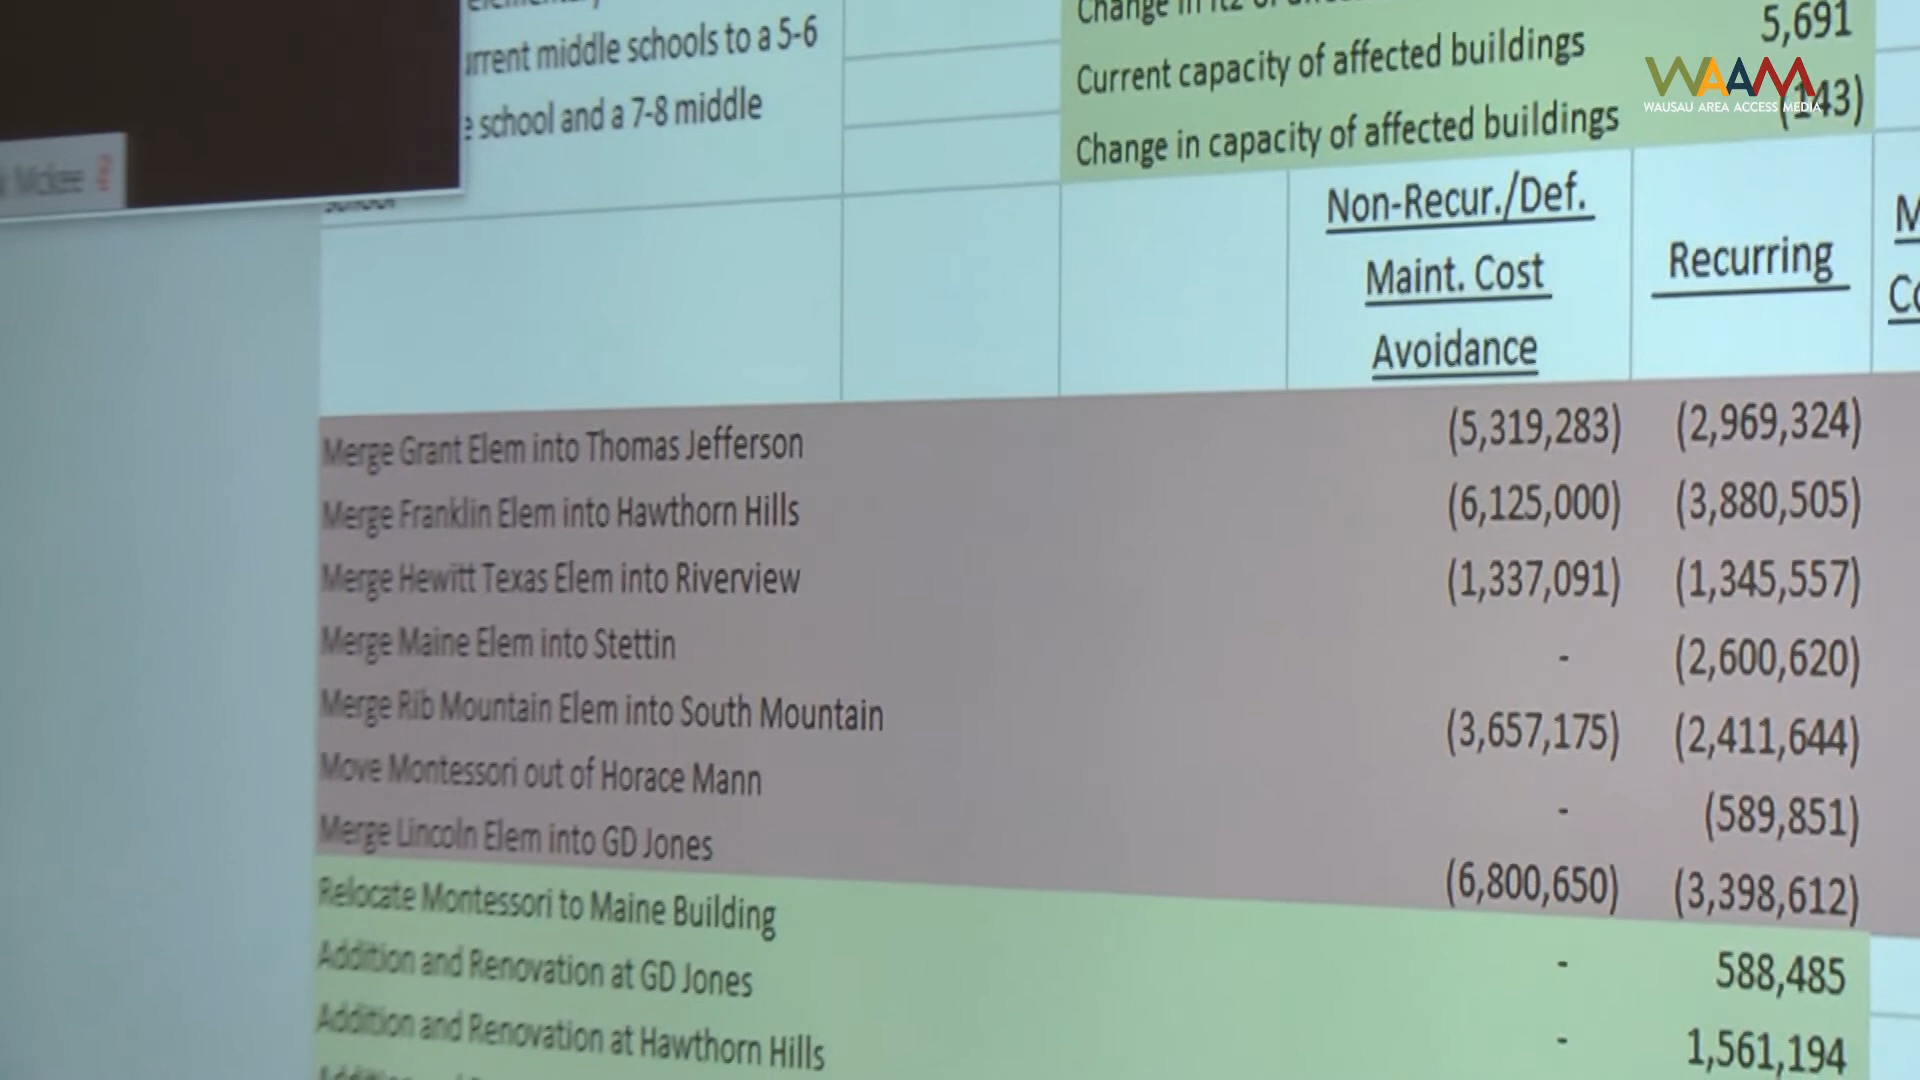 urrent middle schools to a 5-6
school and a 7-8 middle
Change in
Current capacity of affected buildings 5,691
Change in capacity of affected buildings (143)
WAAM
WAUSAU AREA ACCESS MEDIA
Mckee
Non-Recur./Def.
Maint. Cost
Avoidance
Recurring
Merge Grant Elem into Thomas Jefferson (5,319,283) (2,969,324)
Merge Franklin Elem into Hawthorn Hills (6,125,000) (3,880,505)
Merge Hewitt Texas Elem into Riverview (1,337,091) (1,345,557)
Merge Maine Elem into Stettin - (2,600,620)
Merge Rib Mountain Elem into South Mountain (3,657,175) (2,411,644)
Move Montessori out of Horace Mann - (589,851)
Merge Lincoln Elem into GD Jones (6,800,650) (3,398,612)
Relocate Montessori to Maine Building - 588,485
Addition and Renovation at GD Jones - 1,561,194
Addition and Renovation at Hawthorn Hills